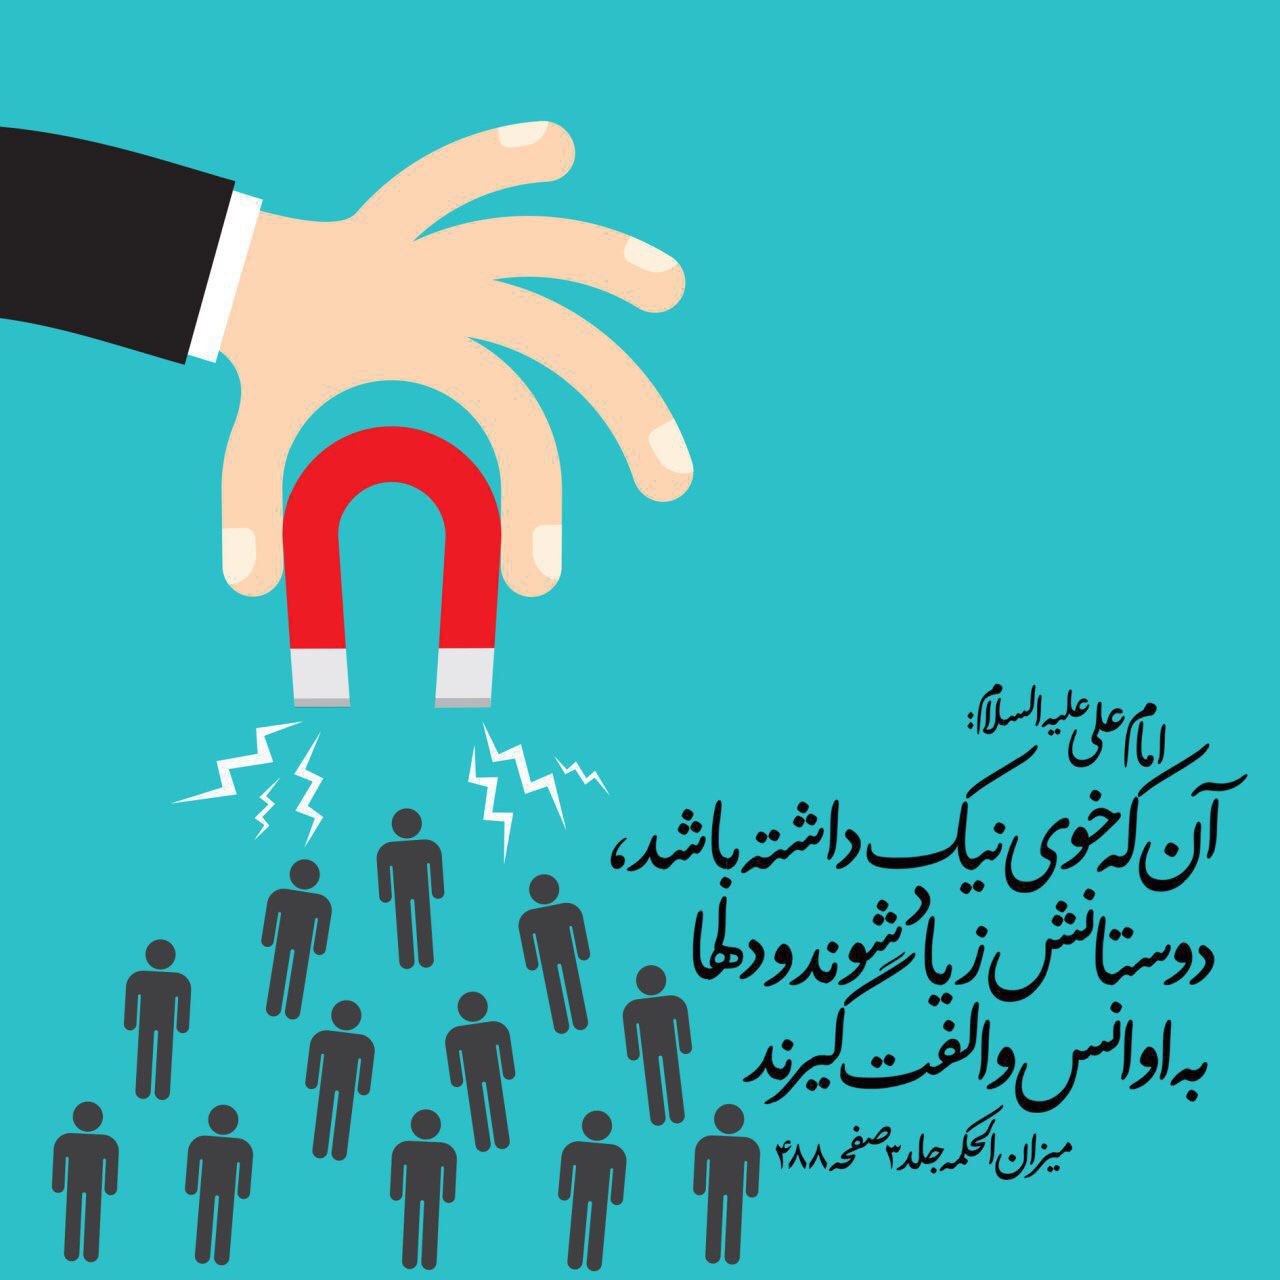 امام علی علیه السلام:
آن که خوی نیک داشته باشد،
دوستانش زیاد شوند و دلها
به او انس و الفت گیرند
میزان الحکمه جلد ۳ صفحه ۴۸۸